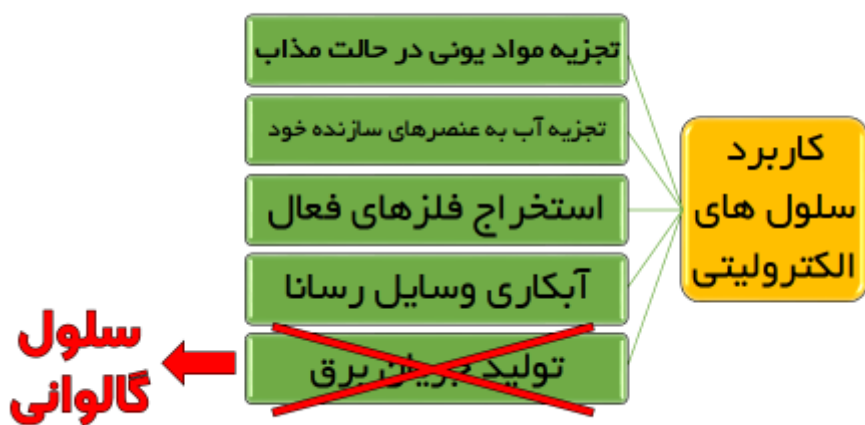 کاربرد
سلول های
الکترولیتی
تجزیه مواد یونی در حالت مذاب
تجزیه آب به عنصرهای سازنده خود
استخراج فلزهای فعال
آبکاری وسایل رسانا
تولید جریان برق
سلول
گالوانی